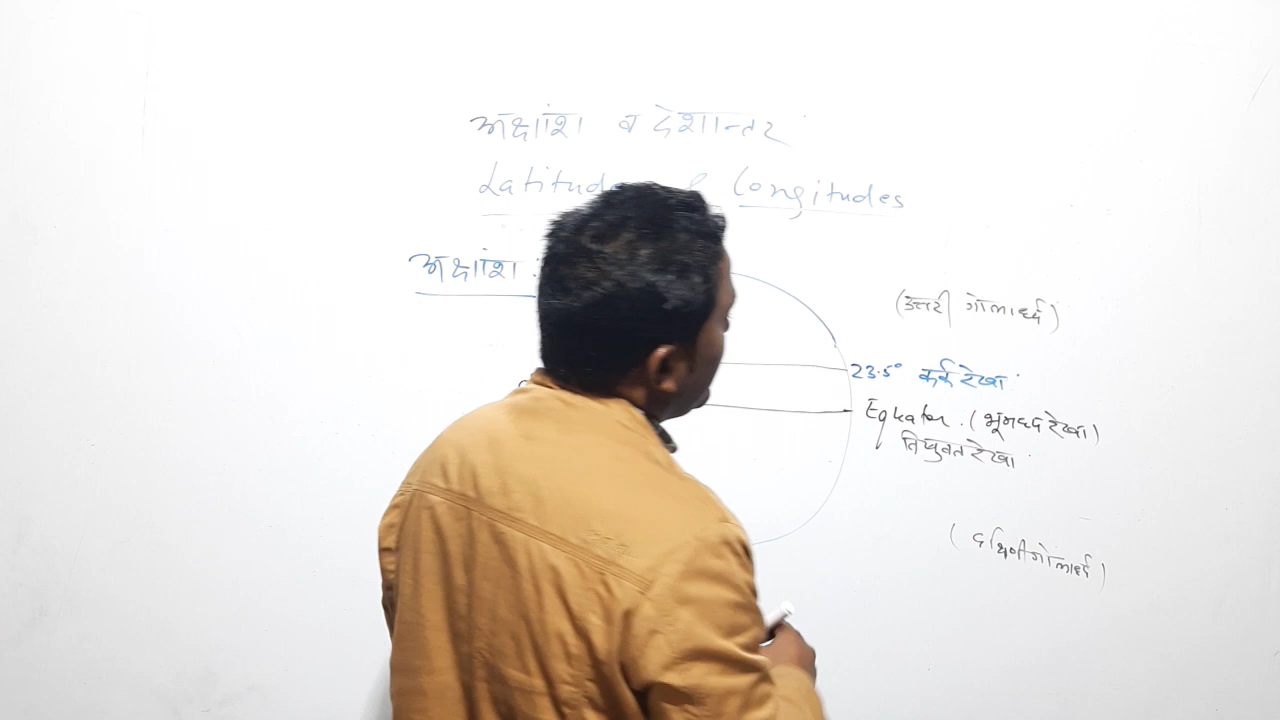 अक्षांश व देशान्तर
Latitude & Longitudes
अक्षांश :
(उत्तरी गोलार्ध्द)
23.5° कर्क रेखा
Equator. (भूमध्द रेखा)
विषुवत रेखा
(दक्षिणी गोलार्ध्द)